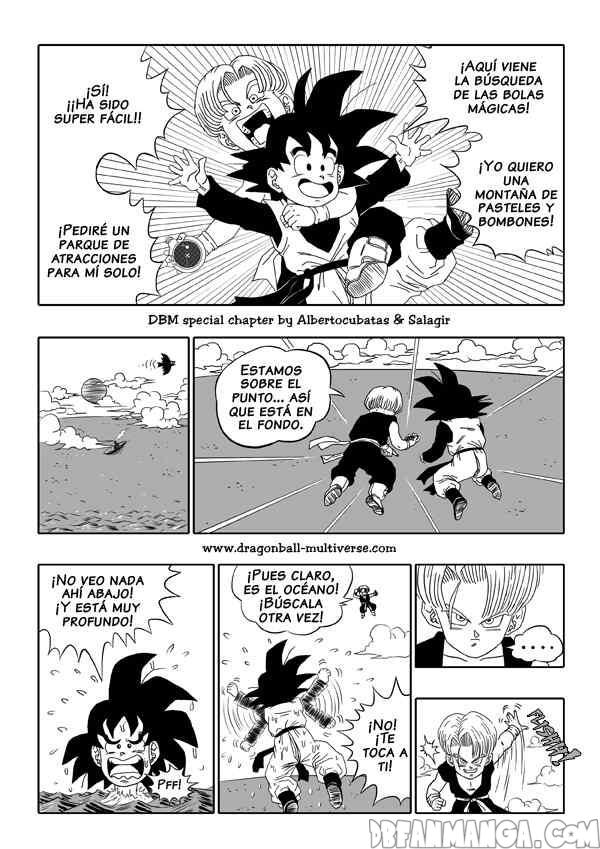 ¡SÍ!
¡¡HA SIDO
SUPER FÁCIL!!
¡AQUÍ VIENE
LA BÚSQUEDA
DE LAS BOLAS
MÁGICAS!
¡PEDIRÉ UN
PARQUE DE
ATRACCIONES
PARA MÍ SOLO!
¡YO QUIERO
UNA
MONTAÑA DE
PASTELES Y
BOMBONES!
DBM special chapter by Albertocubatas & Salagir
ESTAMOS
SOBRE EL
PUNTO... ASÍ
QUE ESTÁ EN
EL FONDO.
www.dragonball-multiverse.com
¡NO VEO NADA
AHÍ ABAJO!
¡Y ESTÁ MUY
PROFUNDO!
PFF!
¡PUES CLARO,
ES EL OCÉANO!
¡BÚSCALA
OTRA VEZ!
¡NO!
¡TE
TOCA A
TI!
....
DBFANMANGA.COM